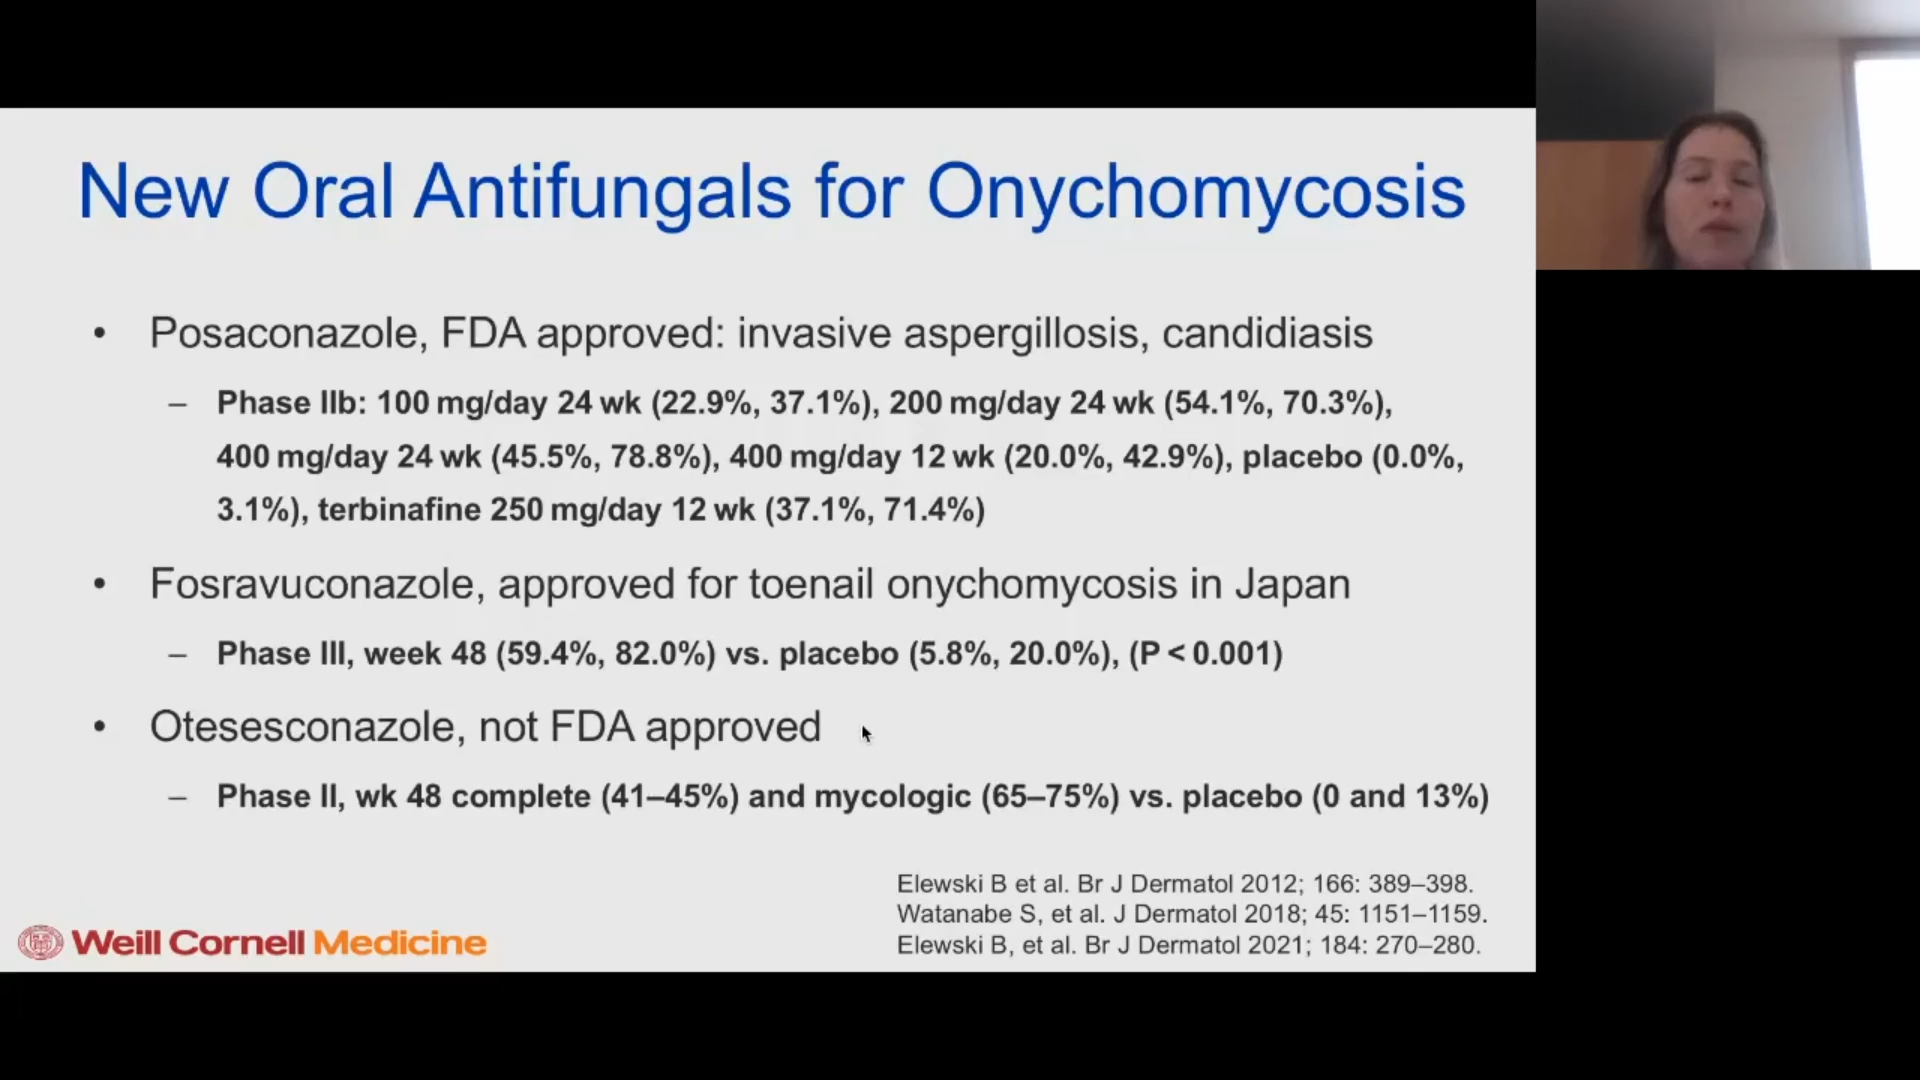 New Oral Antifungals for Onychomycosis
• Posaconazole, FDA approved: invasive aspergillosis, candidiasis
– Phase IIb: 100 mg/day 24 wk (22.9%, 37.1%), 200 mg/day 24 wk (54.1%, 70.3%),
400 mg/day 24 wk (45.5%, 78.8%), 400 mg/day 12 wk (20.0%, 42.9%), placebo (0.0%,
3.1%), terbinafine 250 mg/day 12 wk (37.1%, 71.4%)
• Fosravuconazole, approved for toenail onychomycosis in Japan
– Phase III, week 48 (59.4%, 82.0%) vs. placebo (5.8%, 20.0%), (P < 0.001)
• Otesesconazole, not FDA approved
– Phase II, wk 48 complete (41–45%) and mycologic (65–75%) vs. placebo (0 and 13%)
Elewski B et al. Br J Dermatol 2012; 166: 389–398.
Watanabe S, et al. J Dermatol 2018; 45: 1151–1159.
Elewski B, et al. Br J Dermatol 2021; 184: 270–280.
Weill Cornell Medicine